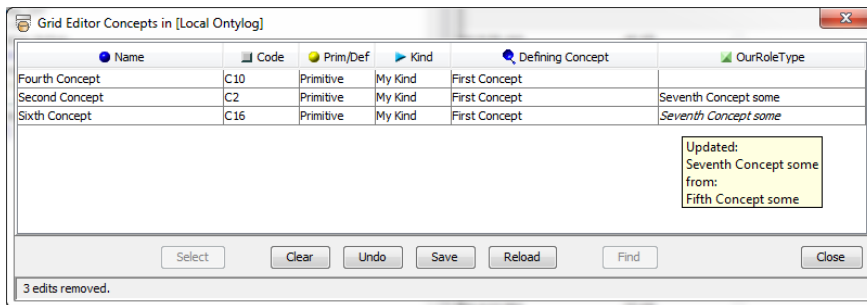 Grid Editor Concepts in [Local Ontylog]
Name Code Prim/Def Kind Defining Concept OurRoleType
Fourth Concept C10 Primitive My Kind First Concept
Second Concept C2 Primitive My Kind First Concept Seventh Concept some
Sixth Concept C16 Primitive My Kind First Concept Seventh Concept some
Updated:
Seventh Concept some
from:
Fifth Concept some
Select Clear Undo Save Reload Find Close
3 edits removed.